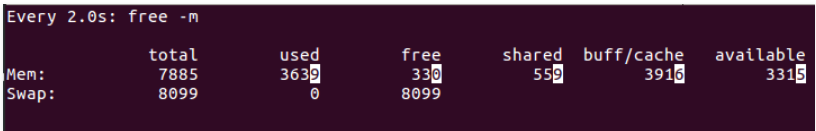 Every 2.0s: free -m
total used free shared buff/cache available
Mem: 7885 3639 330 559 3916 3315
Swap: 8099 0 8099